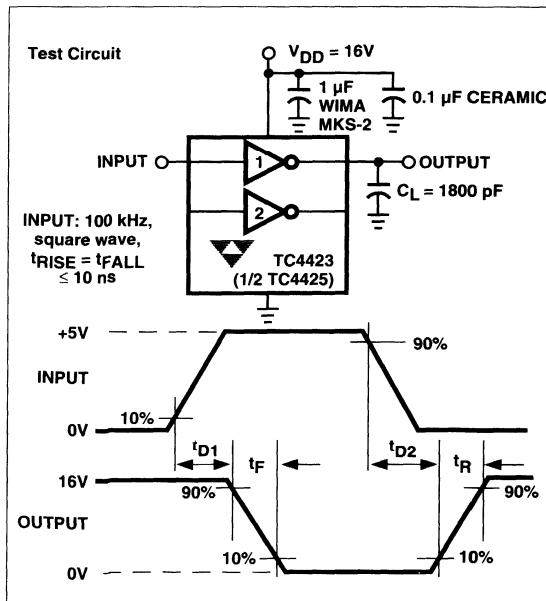 Test Circuit
V_DD = 16V
1 µF
WIMA
MKS-2
0.1 µF CERAMIC
INPUT
1
OUTPUT
C_L = 1800 pF
2
INPUT: 100 kHz,
square wave,
t_RISE = t_FALL
≤ 10 ns
TC4423
(1/2 TC4425)
+5V
90%
INPUT
10%
0V
t_D1
t_F
t_D2
t_R
16V
90%
90%
OUTPUT
10%
10%
0V